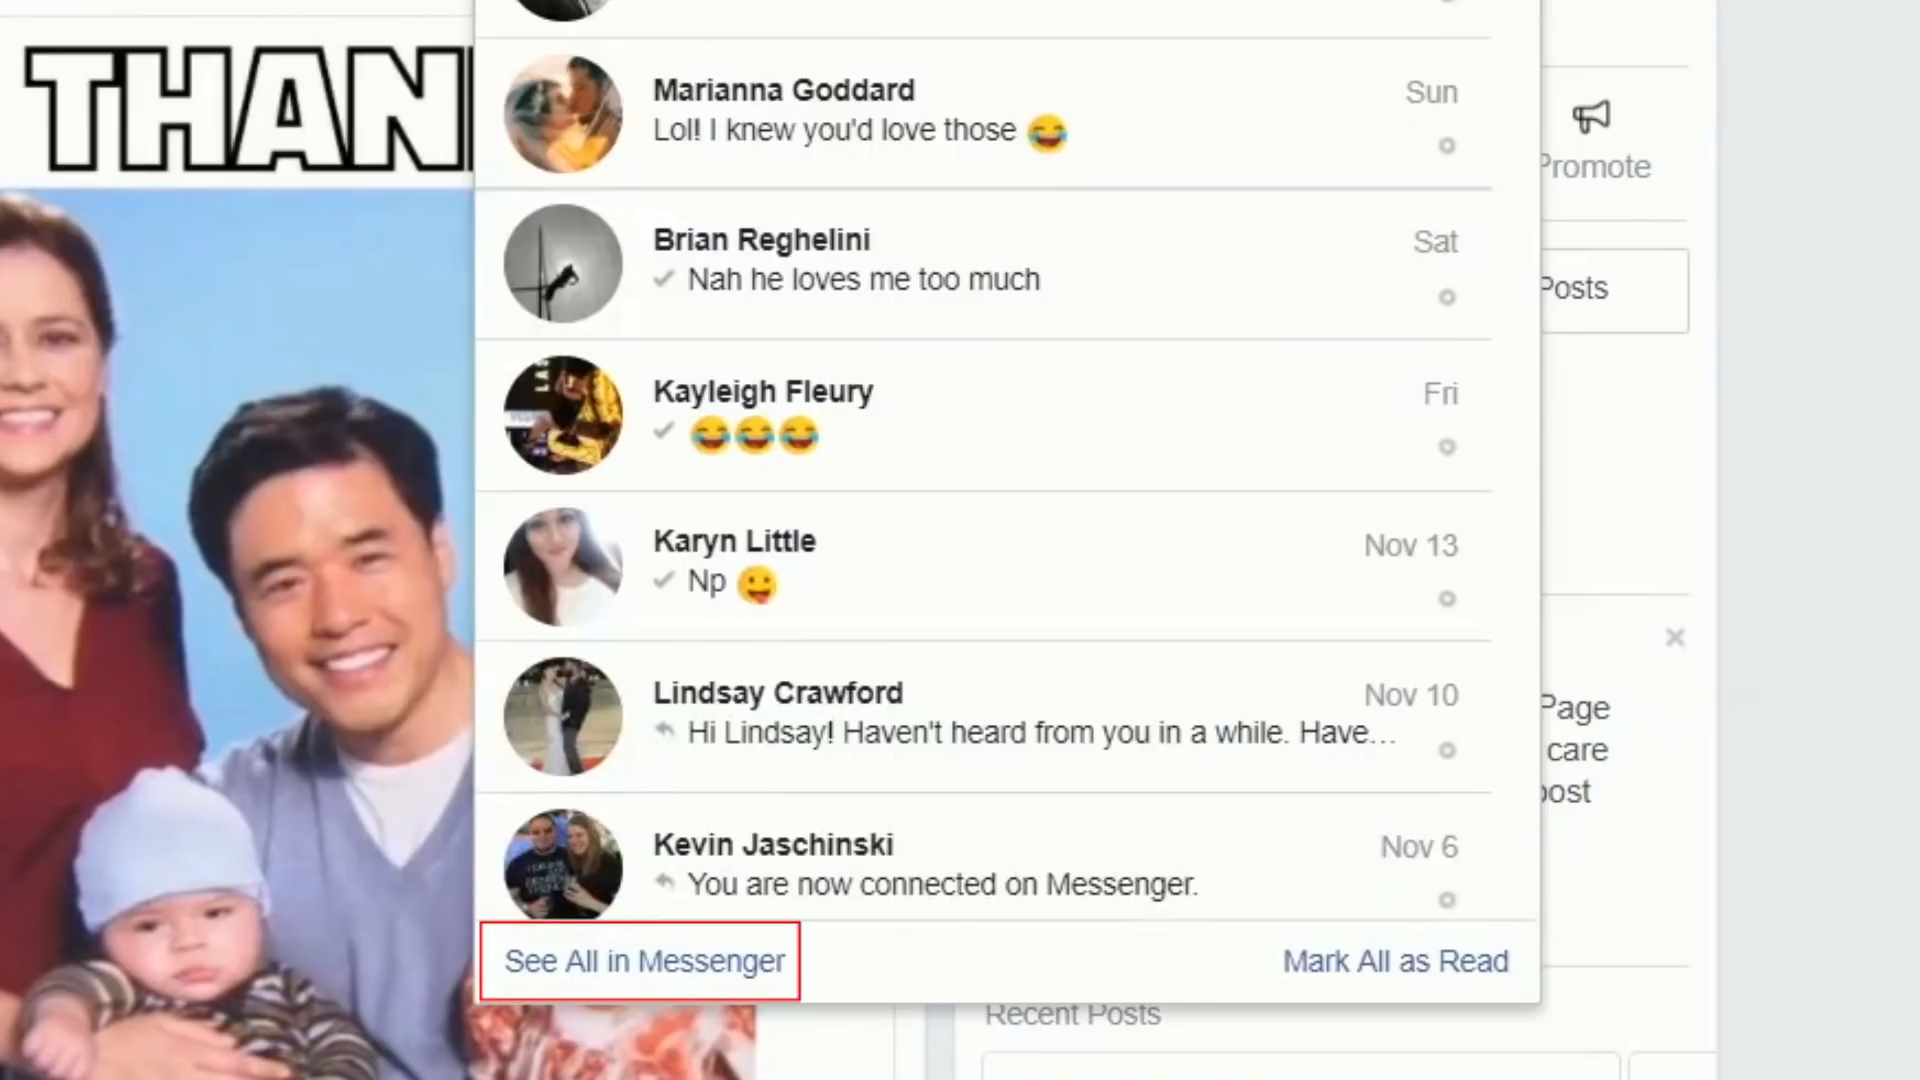 THAN
Marianna Goddard
Sun
Lol! I knew you'd love those 😂
Promote
Brian Reghelini
Sat
Nah he loves me too much
Posts
Kayleigh Fleury
Fri
😂😂😂
Karyn Little
Nov 13
Np 😛
Lindsay Crawford
Nov 10
Hi Lindsay! Haven't heard from you in a while. Have...
Page
care
post
Kevin Jaschinski
Nov 6
You are now connected on Messenger.
See All in Messenger
Mark All as Read
Recent Posts